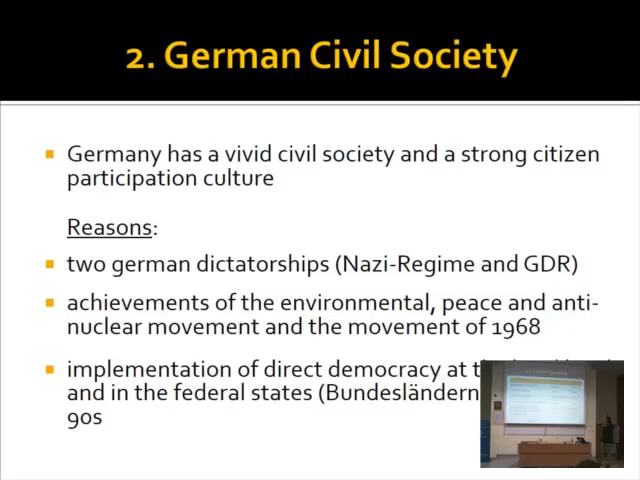 2. German Civil Society
Germany has a vivid civil society and a strong citizen
participation culture
Reasons:
two german dictatorships (Nazi-Regime and GDR)
achievements of the environmental, peace and anti-
nuclear movement and the movement of 1968
implementation of direct democracy at
and in the federal states (Bundesländern
90s